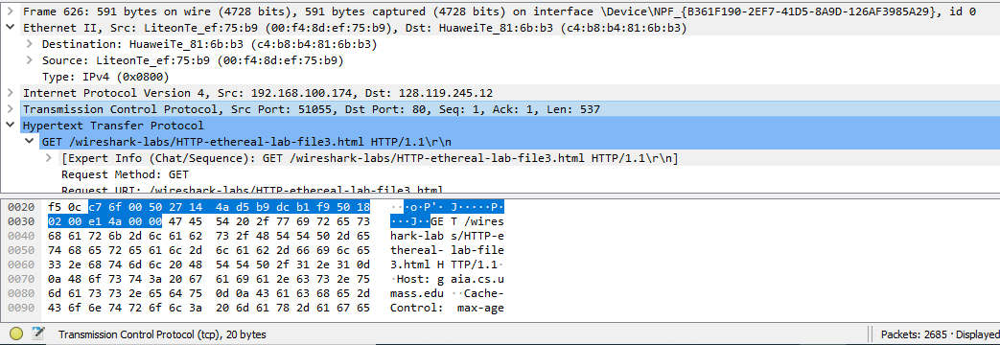 Frame 626: 591 bytes on wire (4728 bits), 591 bytes captured (4728 bits) on interface \Device\NPF_{B361F190-2EF7-41D5-8A9D-126AF3985A29}, id 0
Ethernet II, Src: LiteonTe_ef:75:b9 (00:f4:8d:ef:75:b9), Dst: HuaweiTe_81:6b:b3 (c4:b8:b4:81:6b:b3)
Destination: HuaweiTe_81:6b:b3 (c4:b8:b4:81:6b:b3)
Source: LiteonTe_ef:75:b9 (00:f4:8d:ef:75:b9)
Type: IPv4 (0x0800)
Internet Protocol Version 4, Src: 192.168.100.174, Dst: 128.119.245.12
Transmission Control Protocol, Src Port: 51055, Dst Port: 80, Seq: 1, Ack: 1, Len: 537
Hypertext Transfer Protocol
GET /wireshark-labs/HTTP-ethereal-lab-file3.html HTTP/1.1\r\n
[Expert Info (Chat/Sequence): GET /wireshark-labs/HTTP-ethereal-lab-file3.html HTTP/1.1\r\n]
Request Method: GET
Request URI: /wireshark-labs/HTTP-ethereal-lab-file3.html
0020 f5 0c c7 6f 00 50 27 14 4a d5 b9 dc b1 f9 50 18 ···o·P'· J·····P·
0030 02 00 e1 4a 00 00 47 45 54 20 2f 77 69 72 65 73 ···J··GE T /wires
0040 68 61 72 6b 2d 6c 61 62 73 2f 48 54 54 50 2d 65 hark-lab s/HTTP-e
0050 74 68 65 72 65 61 6c 2d 6c 61 62 2d 66 69 6c 65 thereal- lab-file
0060 33 2e 68 74 6d 6c 20 48 54 54 50 2f 31 2e 31 0d 3.html H TTP/1.1·
0070 0a 48 6f 73 74 3a 20 67 61 69 61 2e 63 73 2e 75 ·Host: g aia.cs.u
0080 6d 61 73 73 2e 65 64 75 0d 0a 43 61 63 68 65 2d mass.edu ··Cache-
0090 43 6f 6e 74 72 6f 6c 3a 20 6d 61 78 2d 61 67 65 Control: max-age
Transmission Control Protocol (tcp), 20 bytes
Packets: 2685 · Displayed